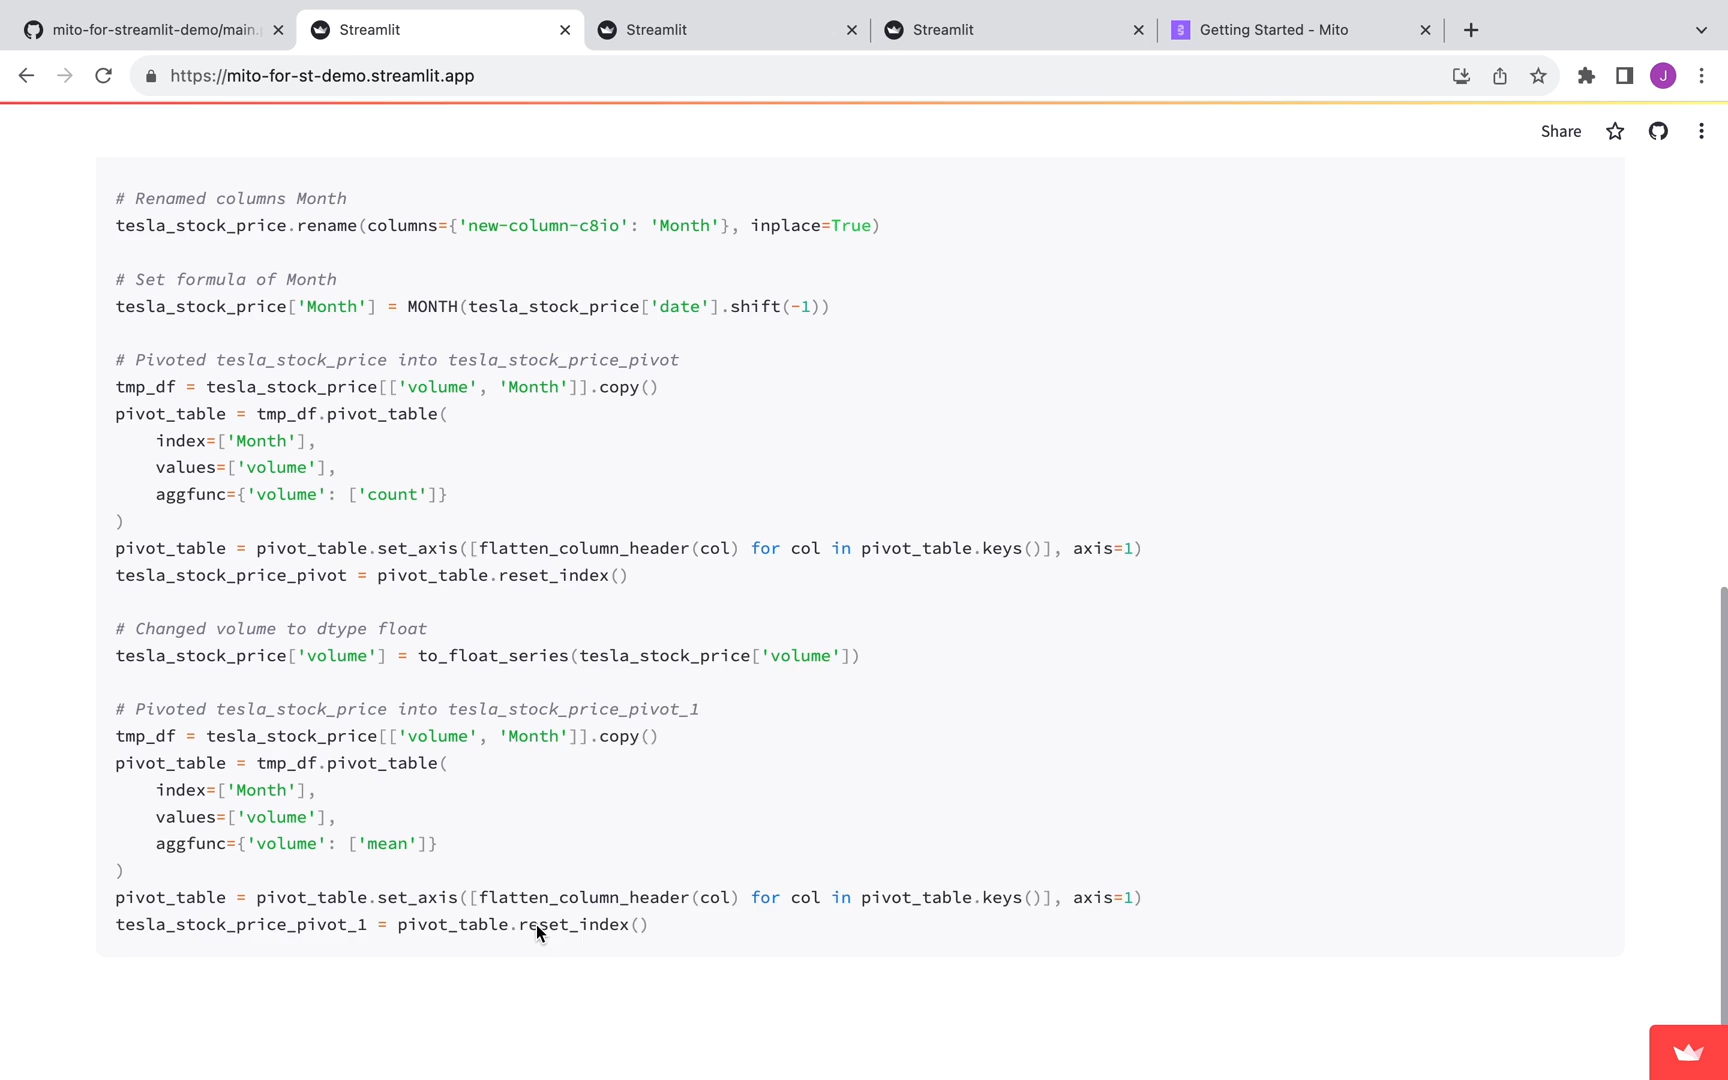 mito-for-streamlit-demo/main.
Streamlit
Streamlit
Streamlit
Getting Started - Mito
https://mito-for-st-demo.streamlit.app
J
Share
# Renamed columns Month
tesla_stock_price.rename(columns={'new-column-c8io': 'Month'}, inplace=True)
# Set formula of Month
tesla_stock_price['Month'] = MONTH(tesla_stock_price['date'].shift(-1))
# Pivoted tesla_stock_price into tesla_stock_price_pivot
tmp_df = tesla_stock_price[['volume', 'Month']].copy()
pivot_table = tmp_df.pivot_table(
    index=['Month'],
    values=['volume'],
    aggfunc={'volume': ['count']}
)
pivot_table = pivot_table.set_axis([flatten_column_header(col) for col in pivot_table.keys()], axis=1)
tesla_stock_price_pivot = pivot_table.reset_index()
# Changed volume to dtype float
tesla_stock_price['volume'] = to_float_series(tesla_stock_price['volume'])
# Pivoted tesla_stock_price into tesla_stock_price_pivot_1
tmp_df = tesla_stock_price[['volume', 'Month']].copy()
pivot_table = tmp_df.pivot_table(
    index=['Month'],
    values=['volume'],
    aggfunc={'volume': ['mean']}
)
pivot_table = pivot_table.set_axis([flatten_column_header(col) for col in pivot_table.keys()], axis=1)
tesla_stock_price_pivot_1 = pivot_table.reset_index()